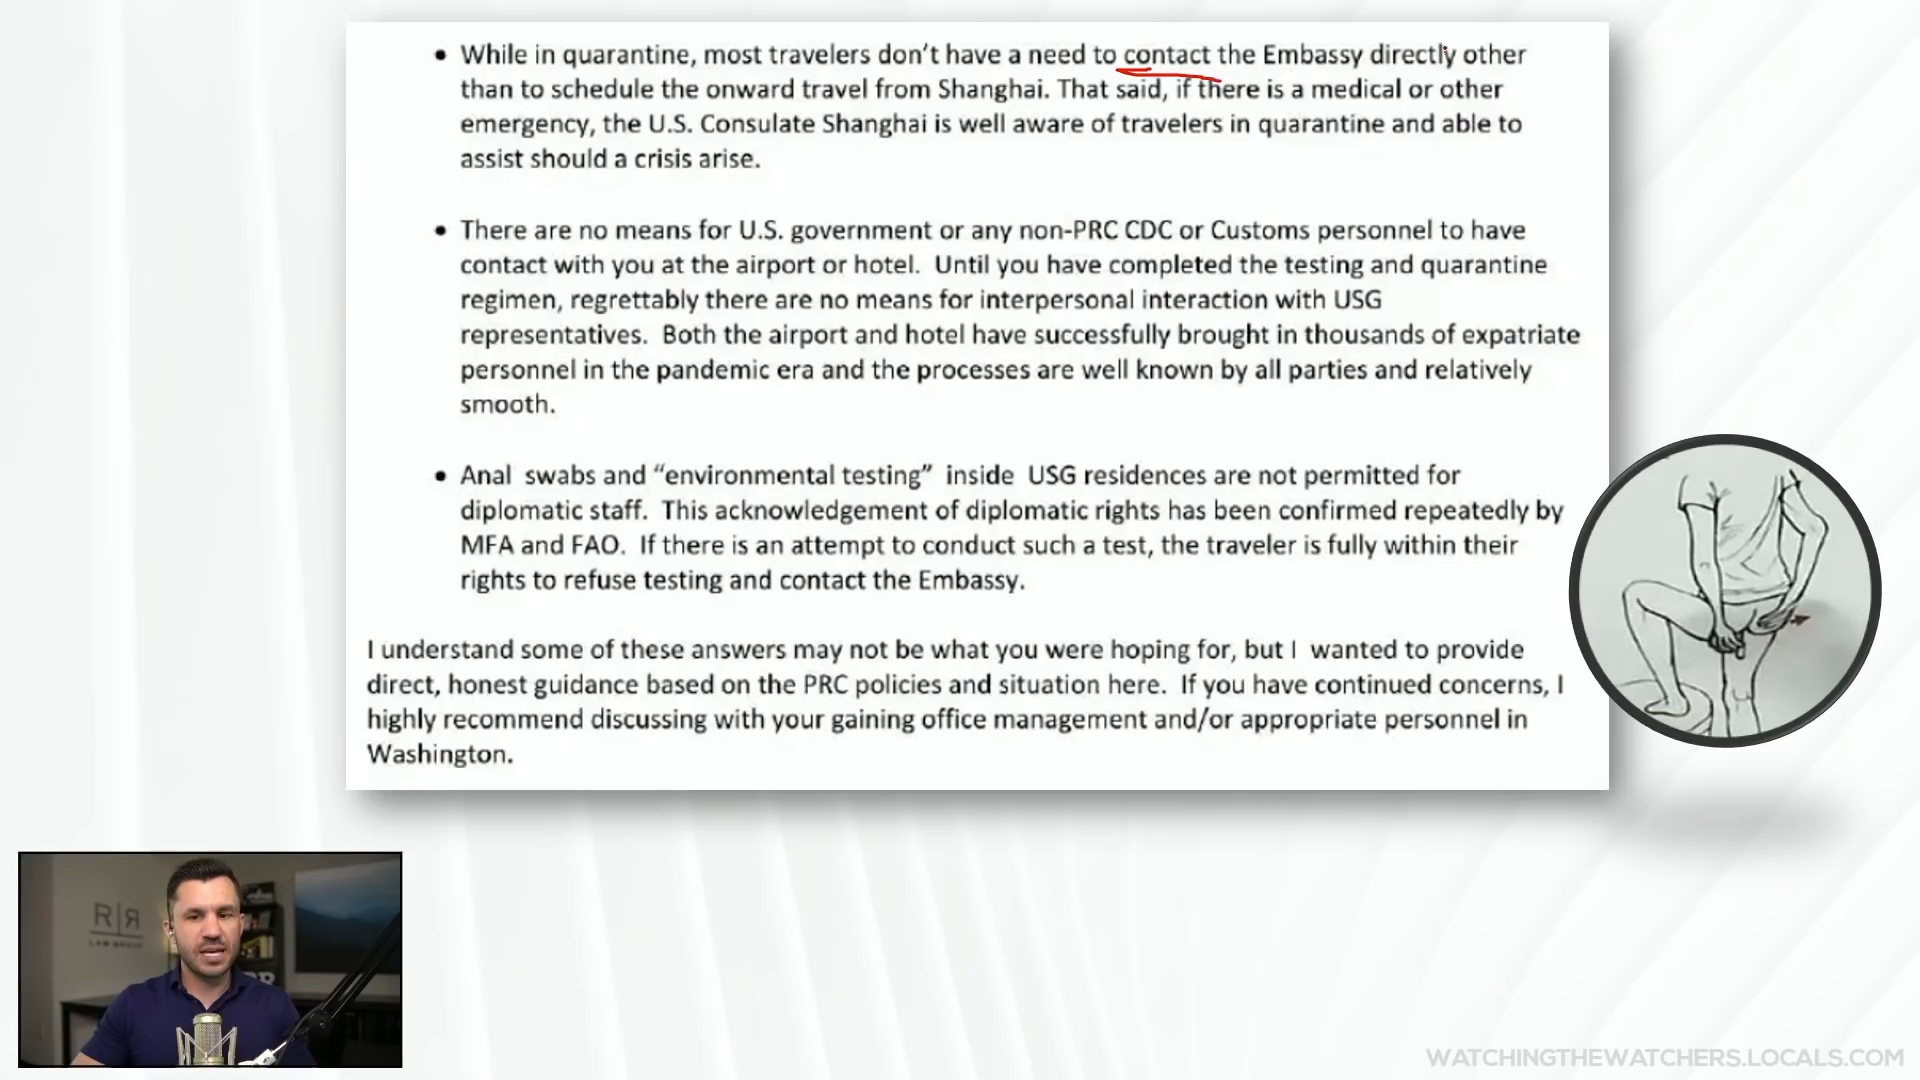 • While in quarantine, most travelers don’t have a need to contact the Embassy directly other
than to schedule the onward travel from Shanghai. That said, if there is a medical or other
emergency, the U.S. Consulate Shanghai is well aware of travelers in quarantine and able to
assist should a crisis arise.
• There are no means for U.S. government or any non-PRC CDC or Customs personnel to have
contact with you at the airport or hotel. Until you have completed the testing and quarantine
regimen, regrettably there are no means for interpersonal interaction with USG
representatives. Both the airport and hotel have successfully brought in thousands of expatriate
personnel in the pandemic era and the processes are well known by all parties and relatively
smooth.
• Anal swabs and “environmental testing” inside USG residences are not permitted for
diplomatic staff. This acknowledgement of diplomatic rights has been confirmed repeatedly by
MFA and FAO. If there is an attempt to conduct such a test, the traveler is fully within their
rights to refuse testing and contact the Embassy.
I understand some of these answers may not be what you were hoping for, but I wanted to provide
direct, honest guidance based on the PRC policies and situation here. If you have continued concerns, I
highly recommend discussing with your gaining office management and/or appropriate personnel in
Washington.
R|R
LAW GROUP
WATCHINGTHEWATCHERS.LOCALS.COM